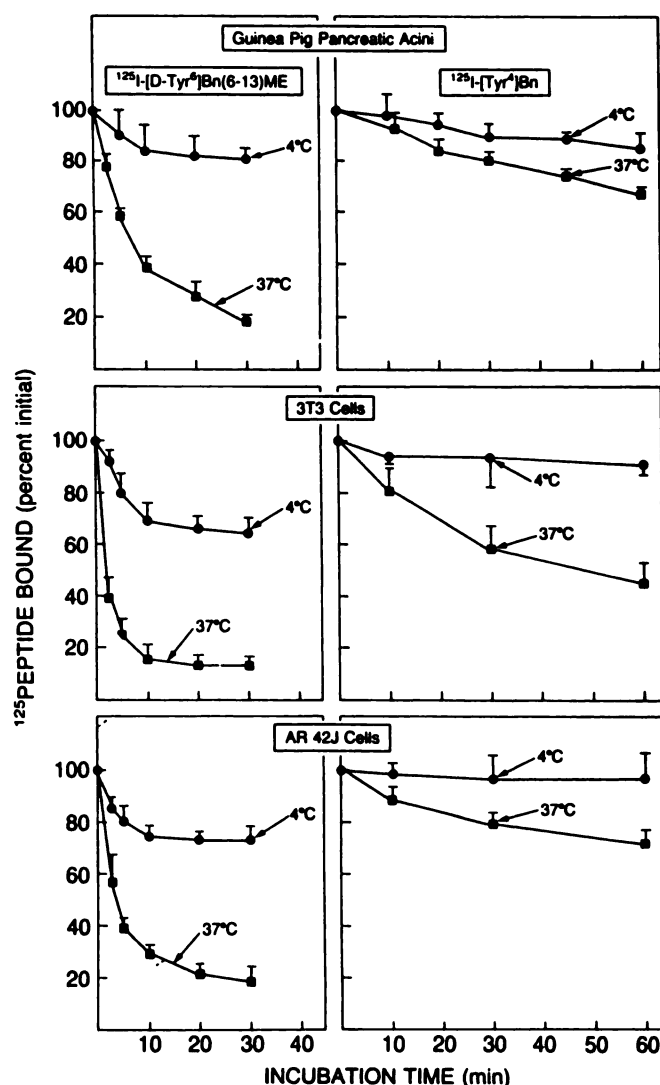 Guinea Pig Pancreatic Acini
¹²⁵I-[D-Tyr⁶]Bn(6-13)ME
¹²⁵I-[Tyr⁴]Bn
100
80
60
40
20
4°C
37°C
4°C
37°C
3T3 Cells
100
80
60
40
20
4°C
37°C
4°C
37°C
AR 42J Cells
100
80
60
40
20
4°C
37°C
4°C
37°C
10 20 30 40
10 20 30 40 50 60
¹²⁵PEPTIDE BOUND (percent initial)
INCUBATION TIME (min)